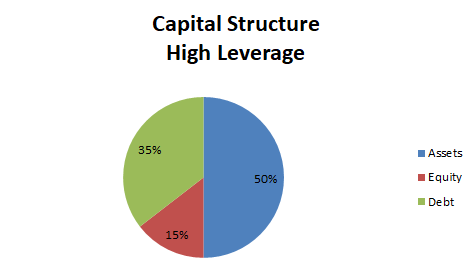 Capital Structure
High Leverage
35%
50%
15%
Assets
Equity
Debt